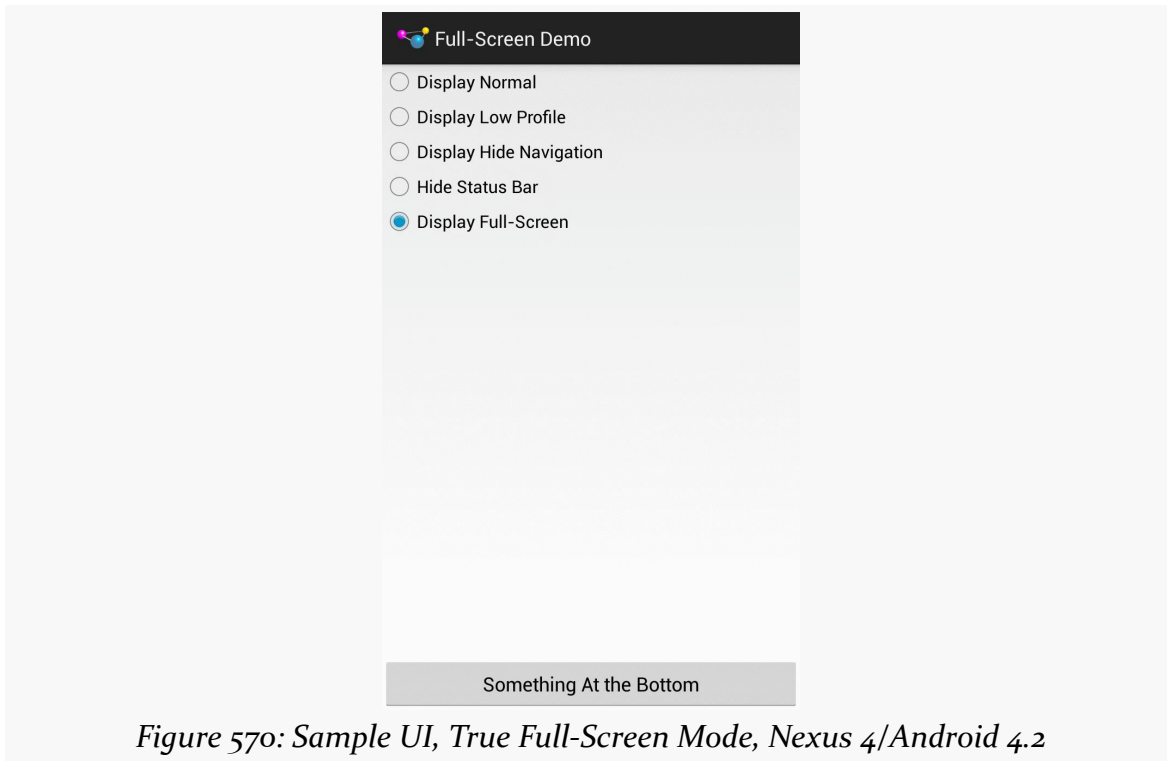 Full-Screen Demo
Display Normal
Display Low Profile
Display Hide Navigation
Hide Status Bar
Display Full-Screen
Something At the Bottom
Figure 570: Sample UI, True Full-Screen Mode, Nexus 4/Android 4.2